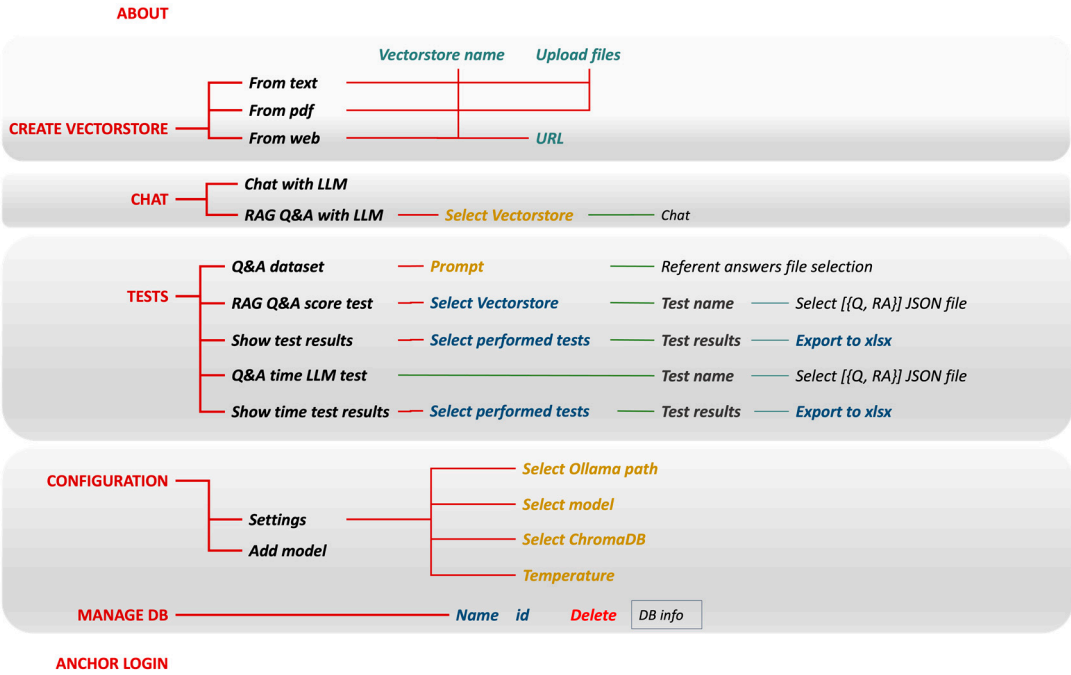 ABOUT
Vectorstore name Upload files
From text
From pdf
CREATE VECTORSTORE
From web URL
Chat with LLM
CHAT
RAG Q&A with LLM Select Vectorstore Chat
Q&A dataset Prompt Referent answers file selection
TESTS
RAG Q&A score test Select Vectorstore Test name Select [{Q, RA}] JSON file
Show test results Select performed tests Test results Export to xlsx
Q&A time LLM test Test name Select [{Q, RA}] JSON file
Show time test results Select performed tests Test results Export to xlsx
Select Ollama path
CONFIGURATION
Select model
Settings
Select ChromaDB
Add model
Temperature
MANAGE DB Name id Delete DB info
ANCHOR LOGIN